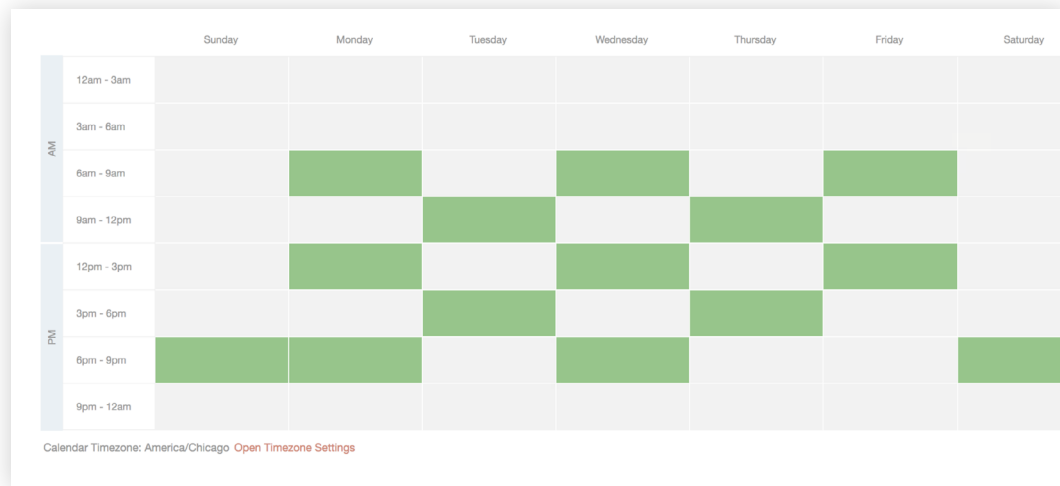 Sunday Monday Tuesday Wednesday Thursday Friday Saturday
AM
12am - 3am
3am - 6am
6am - 9am
9am - 12pm
PM
12pm - 3pm
3pm - 6pm
6pm - 9pm
9pm - 12am
Calendar Timezone: America/Chicago Open Timezone Settings